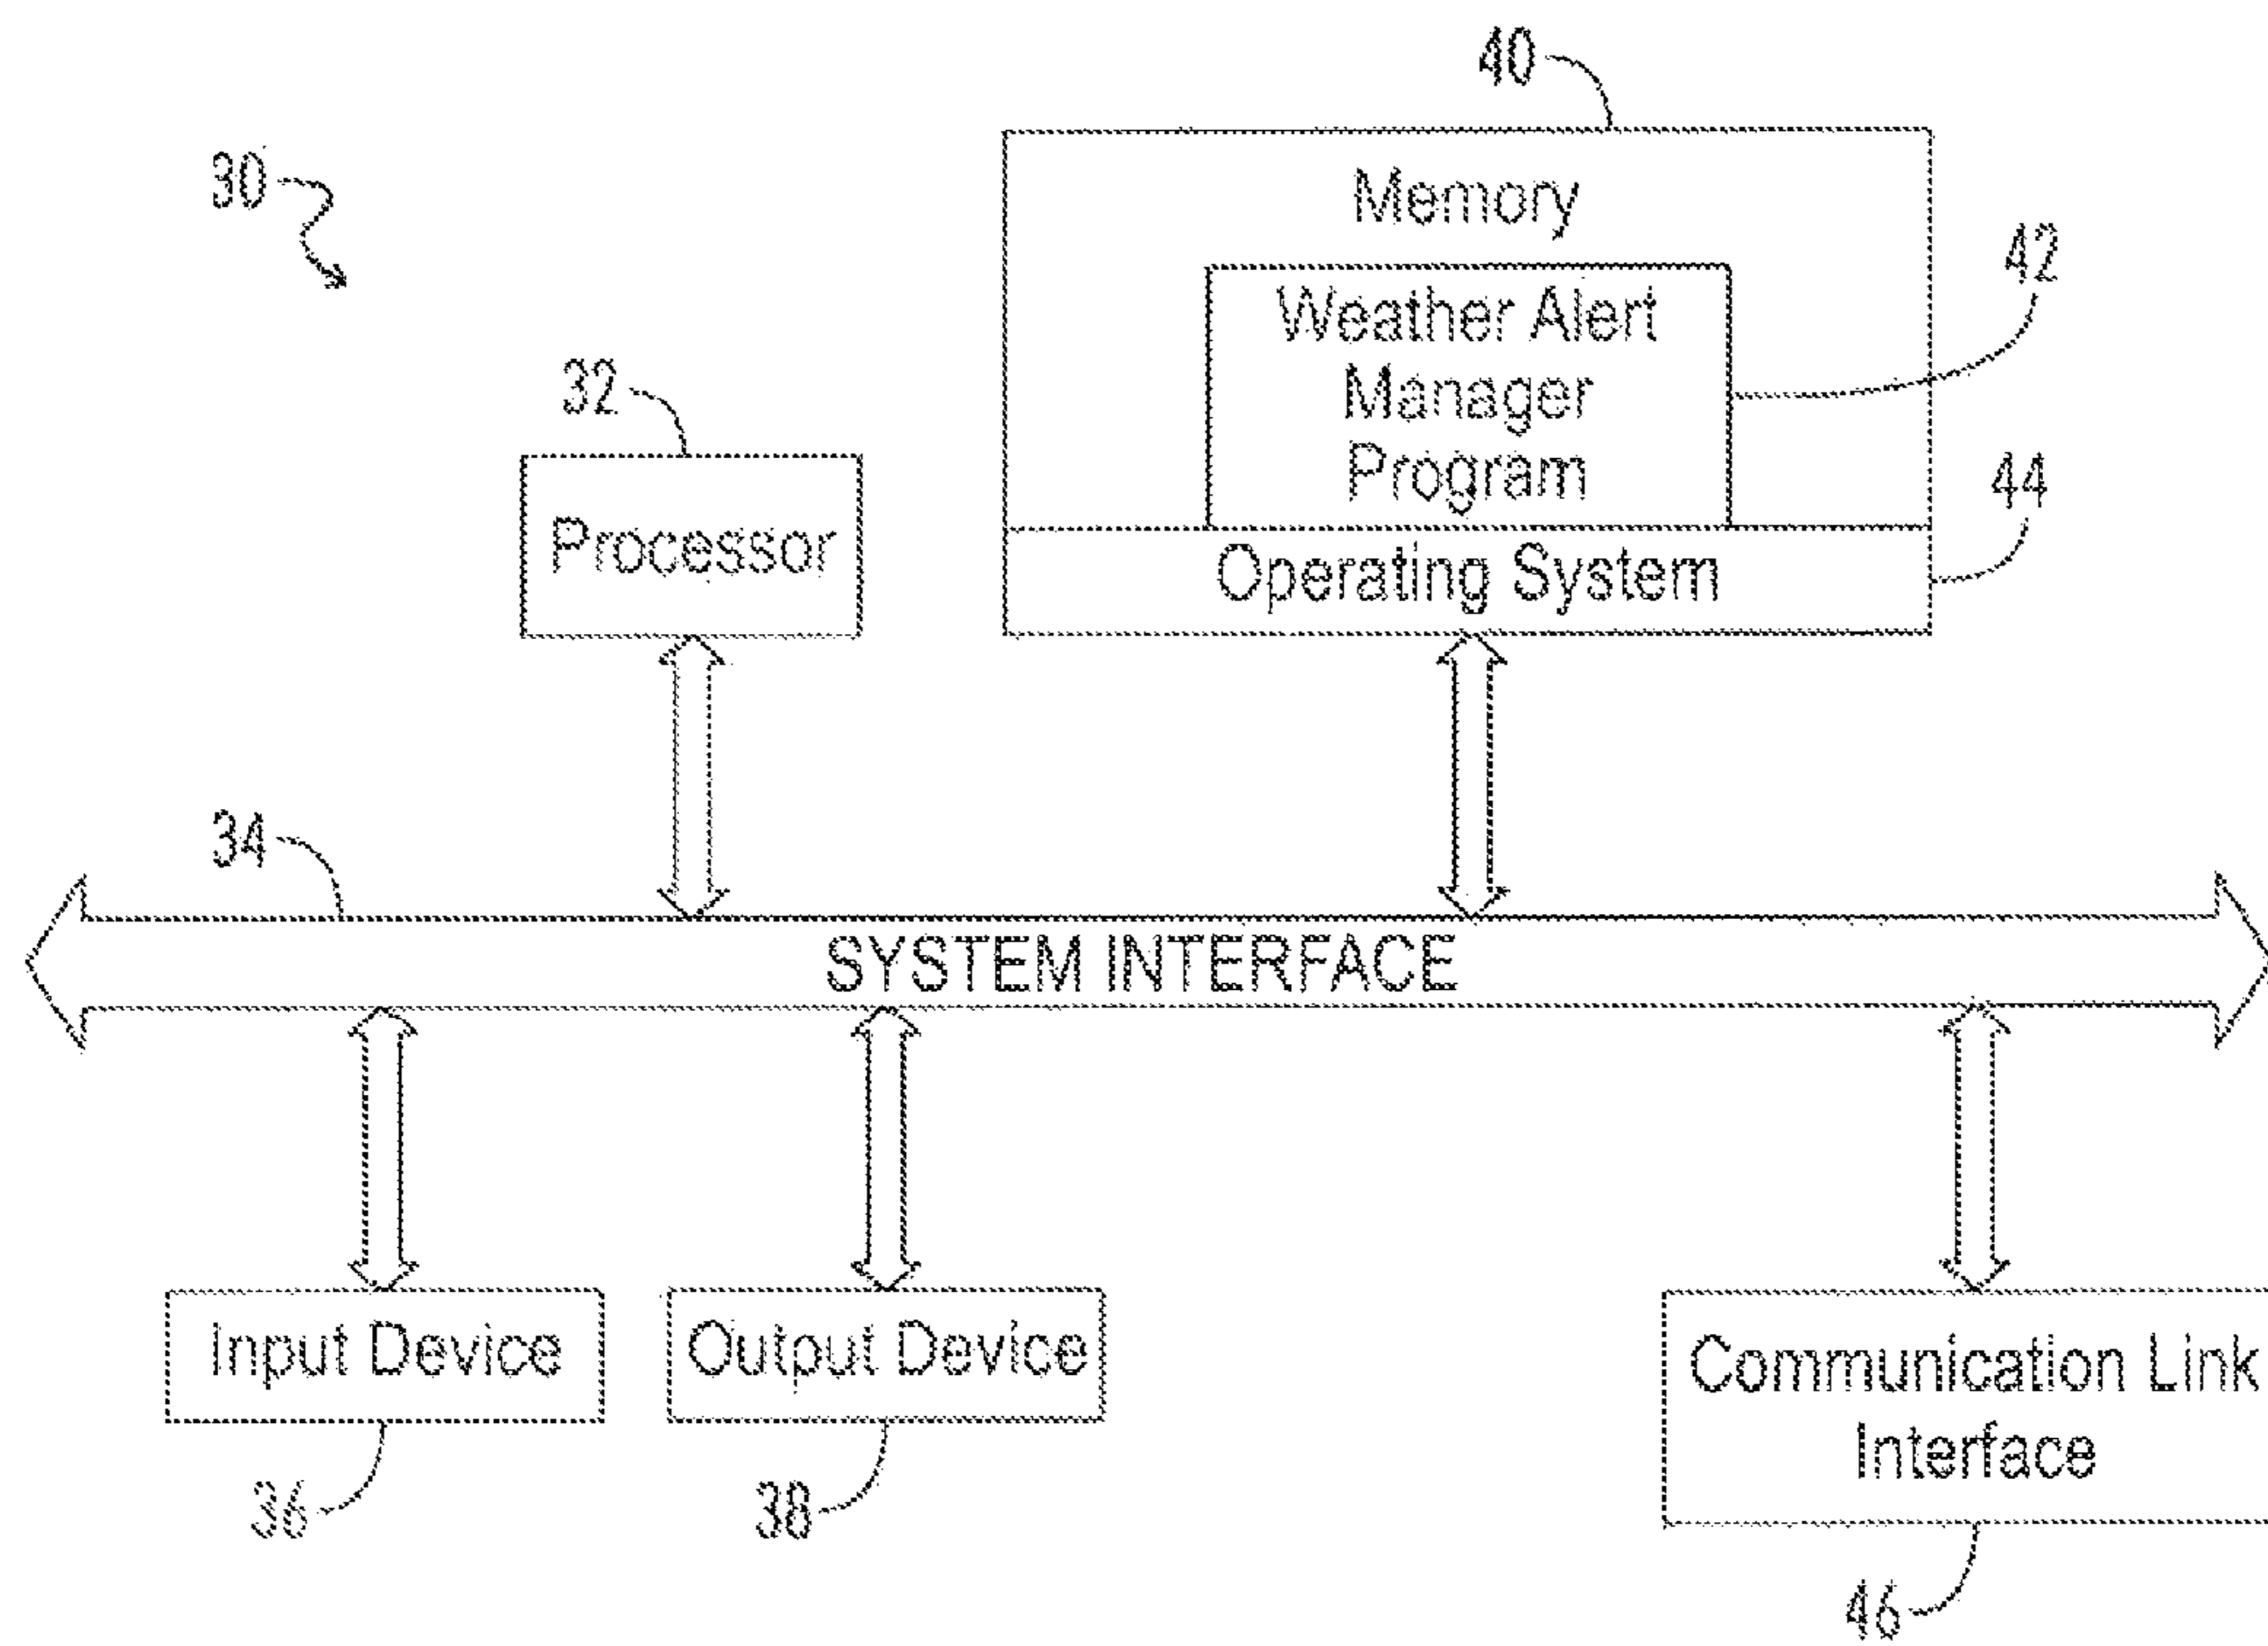 40
30
Memory
42
Weather Alert
Manager
Program
32
44
Processor
Operating System
34
SYSTEM INTERFACE
Input Device
Output Device
Communication Link
Interface
36
38
46